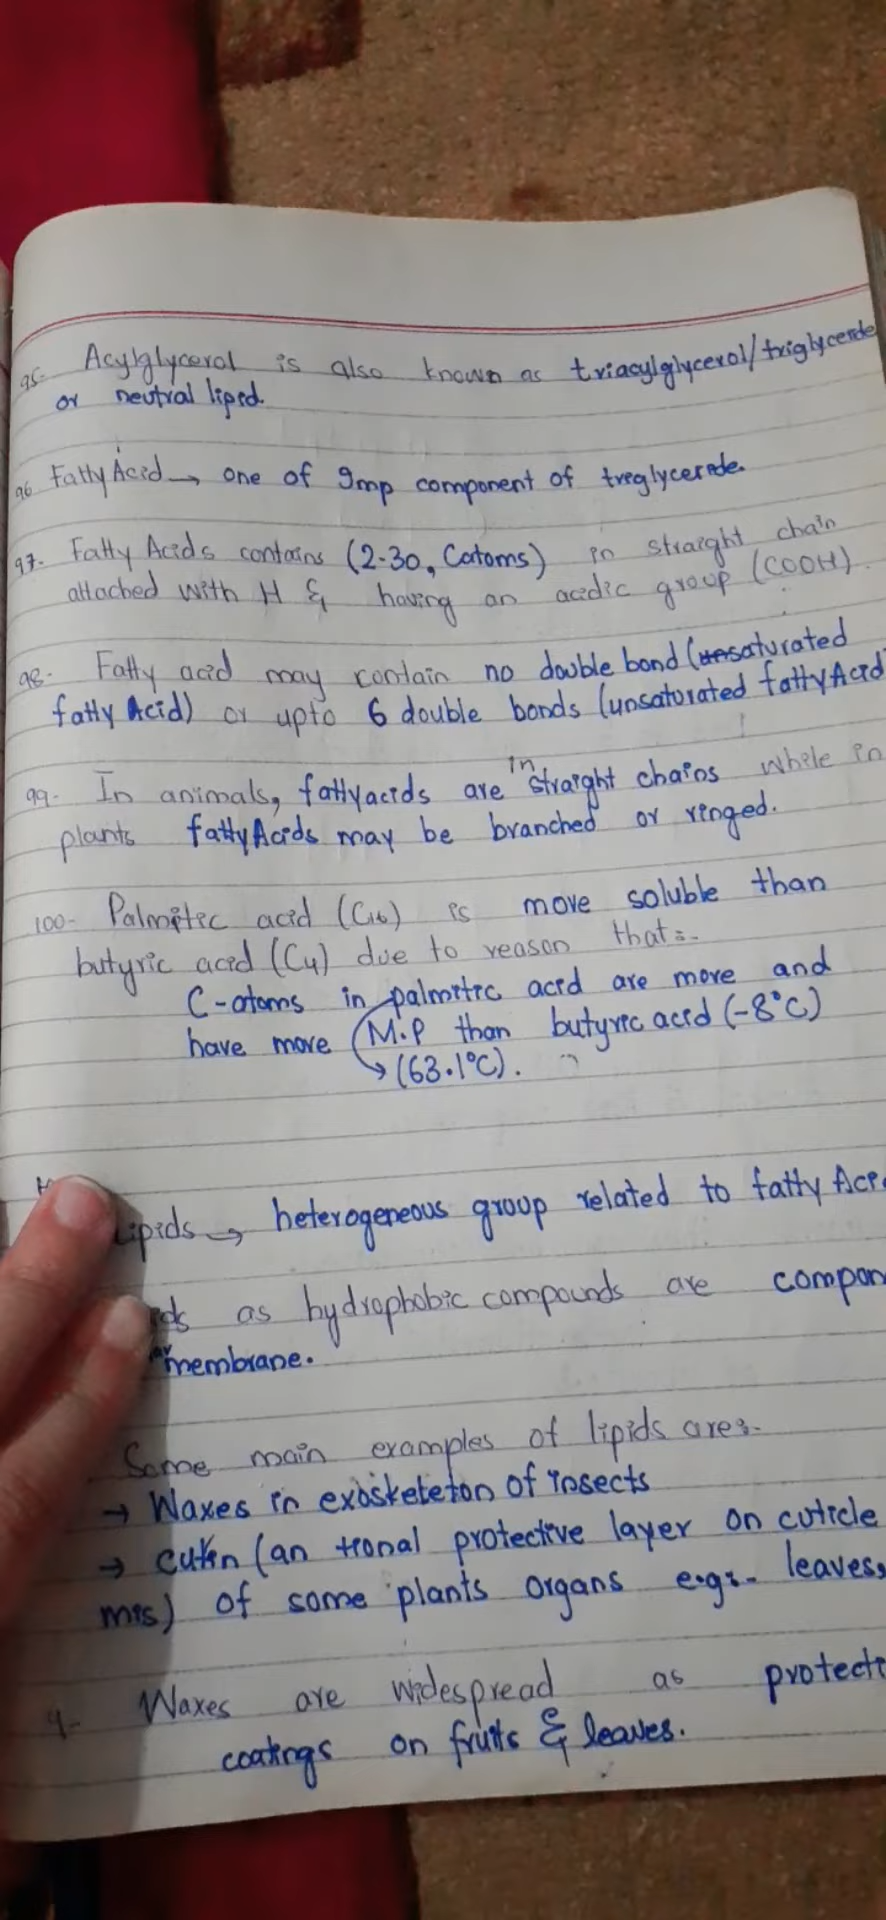 95- Acylglycerol is also known as triacylglycerol/triglyceride
or neutral lipid.
96 Fatty Acid → one of Imp component of treglyceride.
97- Fatty Acids contains (2-30, Catoms) in straight chain
attached with H & having an acidic group (COOH).
98- Fatty acid may contain no double bond (saturated
fatty Acid) or upto 6 double bonds (unsaturated fatty Acid
99- In animals, fattyacids are in straight chains while in
plants fatty Acids may be branched or ringed.
100- Palmitic acid (C16) is more soluble than
butyric acid (C4) due to reason that:-
C-atoms in palmitic acid are more and
have more M.P than butyric acid (-8°C)
→ (63.1°C).
Lipids → heterogeneous group related to fatty Aci
ds as hydrophobic compounds are compon
membrane.
Some main examples of lipids are:-
→ Waxes in exoskeleton of insects
→ cutin (an tional protective layer on cuticle
mis) of some plants organs e.g:- leaves,
4- Waxes are widespread as protecti
coatings on fruits & leaves.